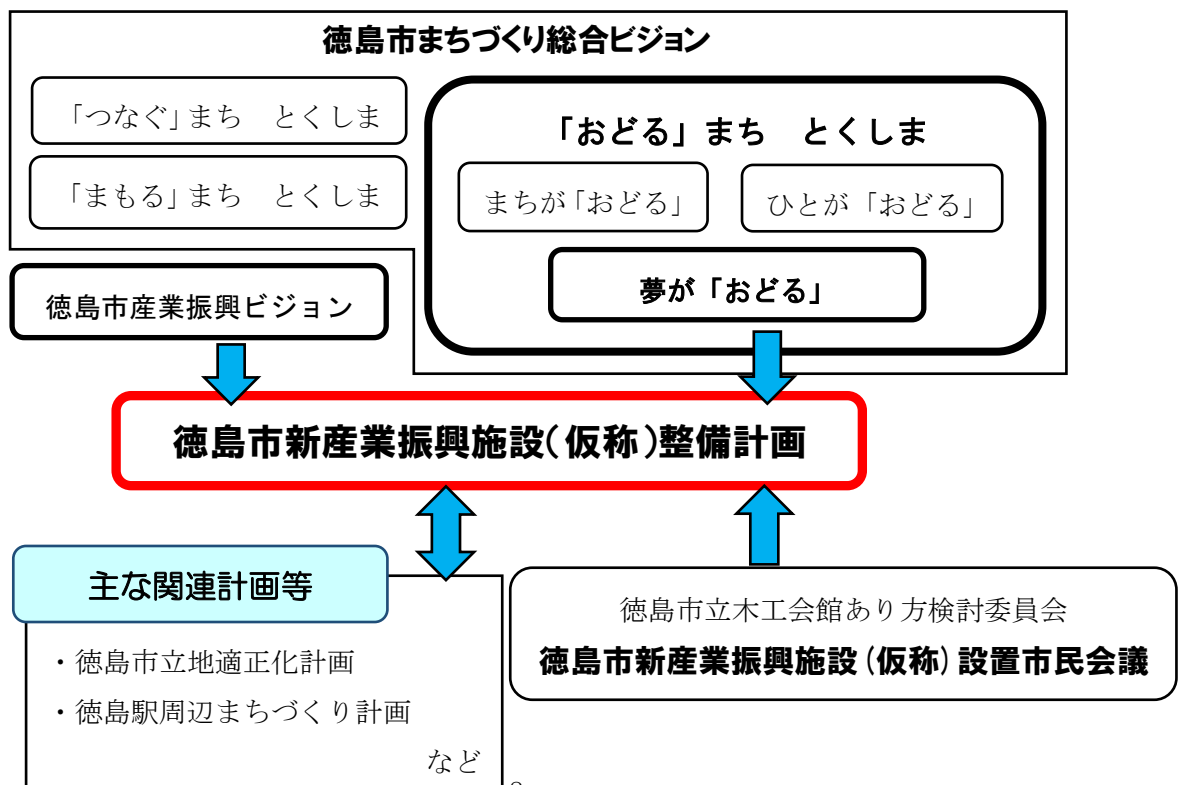 徳島市まちづくり総合ビジョン
「つなぐ」まち　とくしま
「まもる」まち　とくしま
「おどる」まち　とくしま
まちが「おどる」
ひとが「おどる」
夢が「おどる」
徳島市産業振興ビジョン
徳島市新産業振興施設(仮称)整備計画
主な関連計画等
・徳島市立地適正化計画
・徳島駅周辺まちづくり計画
など
徳島市立木工会館あり方検討委員会
徳島市新産業振興施設(仮称)設置市民会議